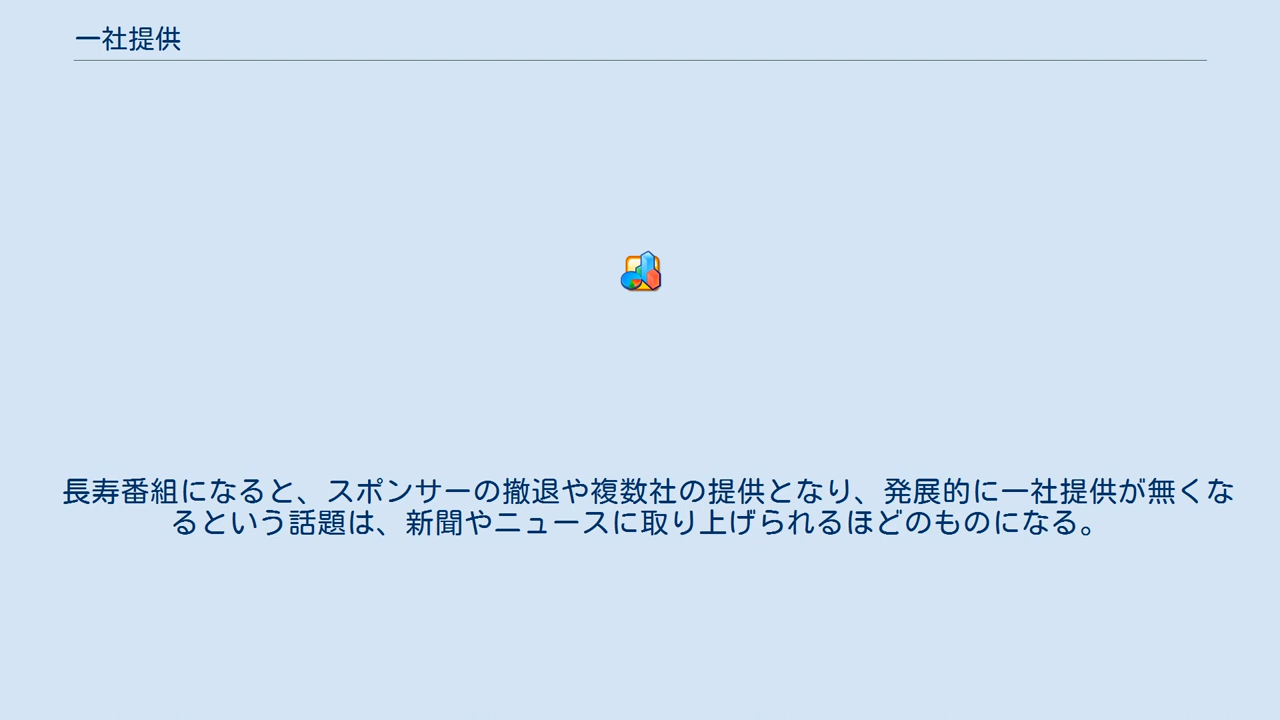 一社提供
長寿番組になると、スポンサーの撤退や複数社の提供となり、発展的に一社提供が無くな
るという話題は、新聞やニュースに取り上げられるほどのものになる。